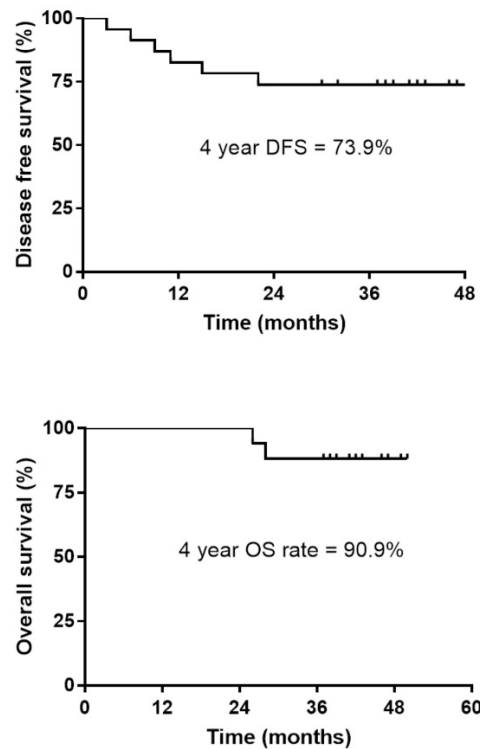 Disease free survival (%)
100
75
50
25
0
4 year DFS = 73.9%
0 12 24 36 48
Time (months)
Overall survival (%)
100
75
50
25
0
4 year OS rate = 90.9%
0 12 24 36 48 60
Time (months)